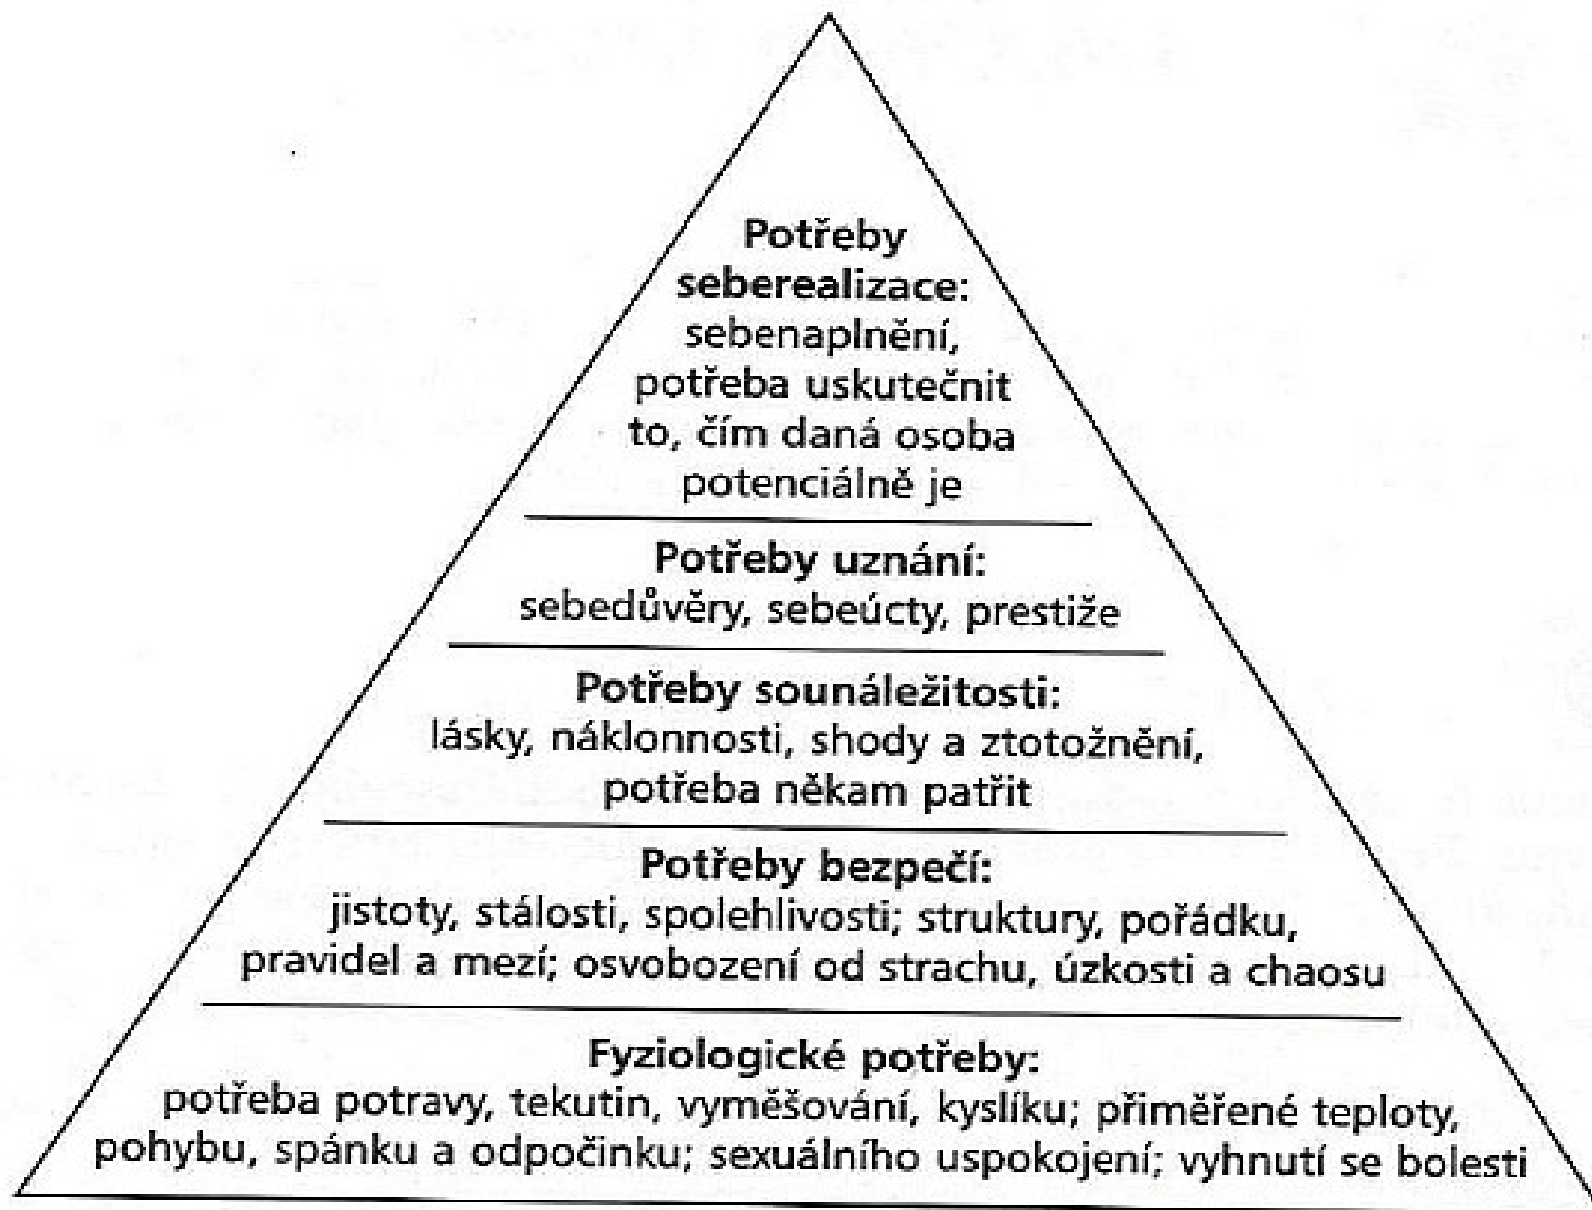 Potřeby
seberealizace:
sebenaplnění,
potřeba uskutečnit
to, čím daná osoba
potenciálně je
Potřeby uznání:
sebedůvěry, sebeúcty, prestiže
Potřeby sounáležitosti:
lásky, náklonnosti, shody a ztotožnění,
potřeba někam patřit
Potřeby bezpečí:
jistoty, stálosti, spolehlivosti; struktury, pořádku,
pravidel a mezí; osvobození od strachu, úzkosti a chaosu
Fyziologické potřeby:
potřeba potravy, tekutin, vyměšování, kyslíku; přiměřené teploty,
pohybu, spánku a odpočinku; sexuálního uspokojení; vyhnutí se bolesti